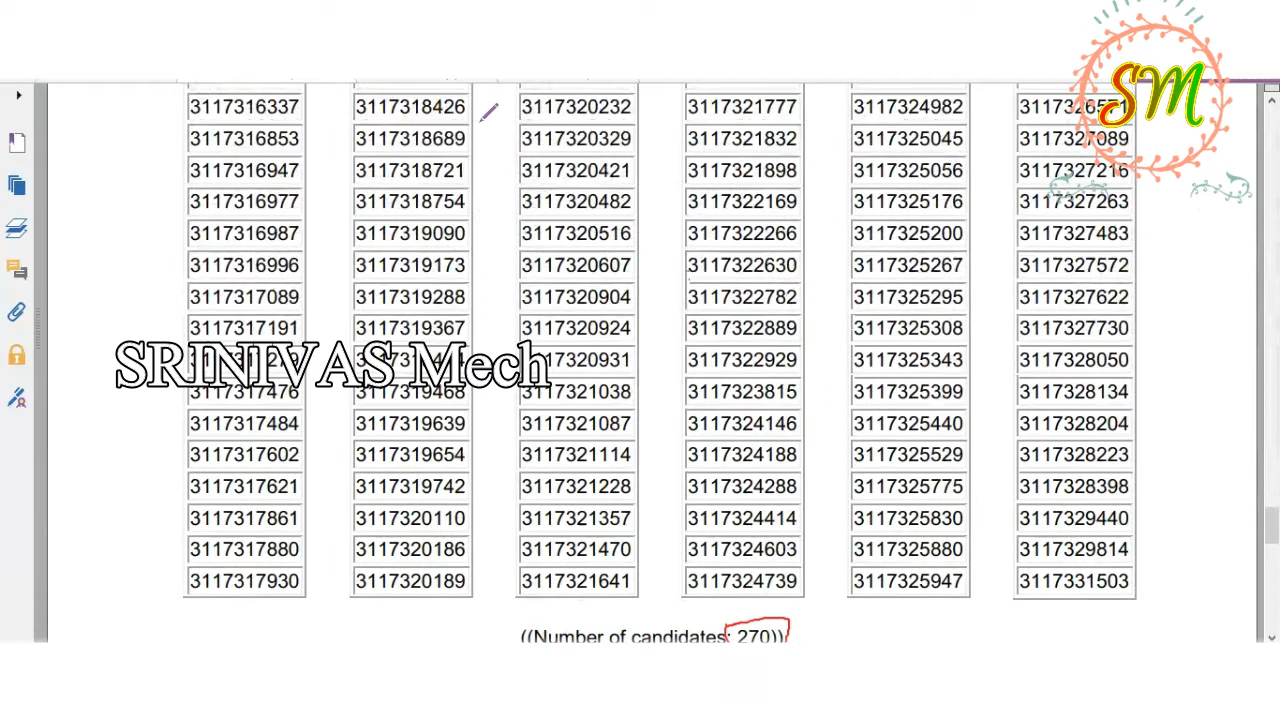 SM
3117316337 3117318426 3117320232 3117321777 3117324982
3117316853 3117318689 3117320329 3117321832 3117325045 3117327089
3117316947 3117318721 3117320421 3117321898 3117325056 3117327216
3117316977 3117318754 3117320482 3117322169 3117325176 3117327263
3117316987 3117319090 3117320516 3117322266 3117325200 3117327483
3117316996 3117319173 3117320607 3117322630 3117325267 3117327572
3117317089 3117319288 3117320904 3117322782 3117325295 3117327622
3117317191 3117319367 3117320924 3117322889 3117325308 3117327730
SRINIVAS Mech
3117320931 3117322929 3117325343 3117328050
3117317476 3117319468 3117321038 3117323815 3117325399 3117328134
3117317484 3117319639 3117321087 3117324146 3117325440 3117328204
3117317602 3117319654 3117321114 3117324188 3117325529 3117328223
3117317621 3117319742 3117321228 3117324288 3117325775 3117328398
3117317861 3117320110 3117321357 3117324414 3117325830 3117329440
3117317880 3117320186 3117321470 3117324603 3117325880 3117329814
3117317930 3117320189 3117321641 3117324739 3117325947 3117331503
((Number of candidates: 270))